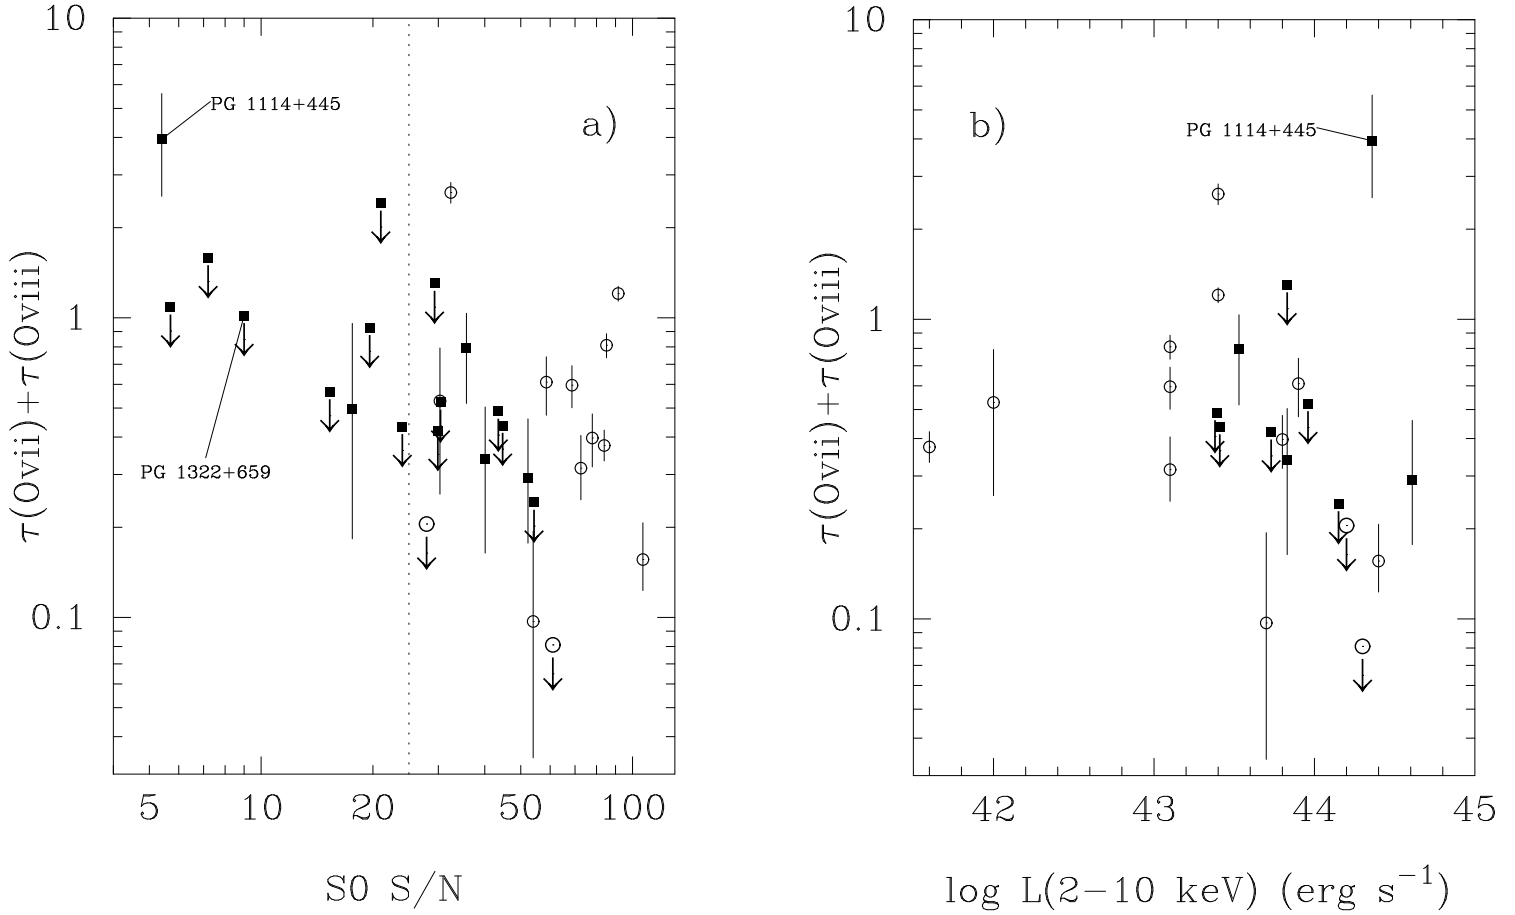 10
PG 1114+445
a)
1
τ(Ovii)+τ(Oviii)
PG 1322+659
0.1
5 10 20 50 100
S0 S/N
10
b)
PG 1114+445
1
τ(Ovii)+τ(Oviii)
0.1
42 43 44 45
log L(2−10 keV) (erg s⁻¹)